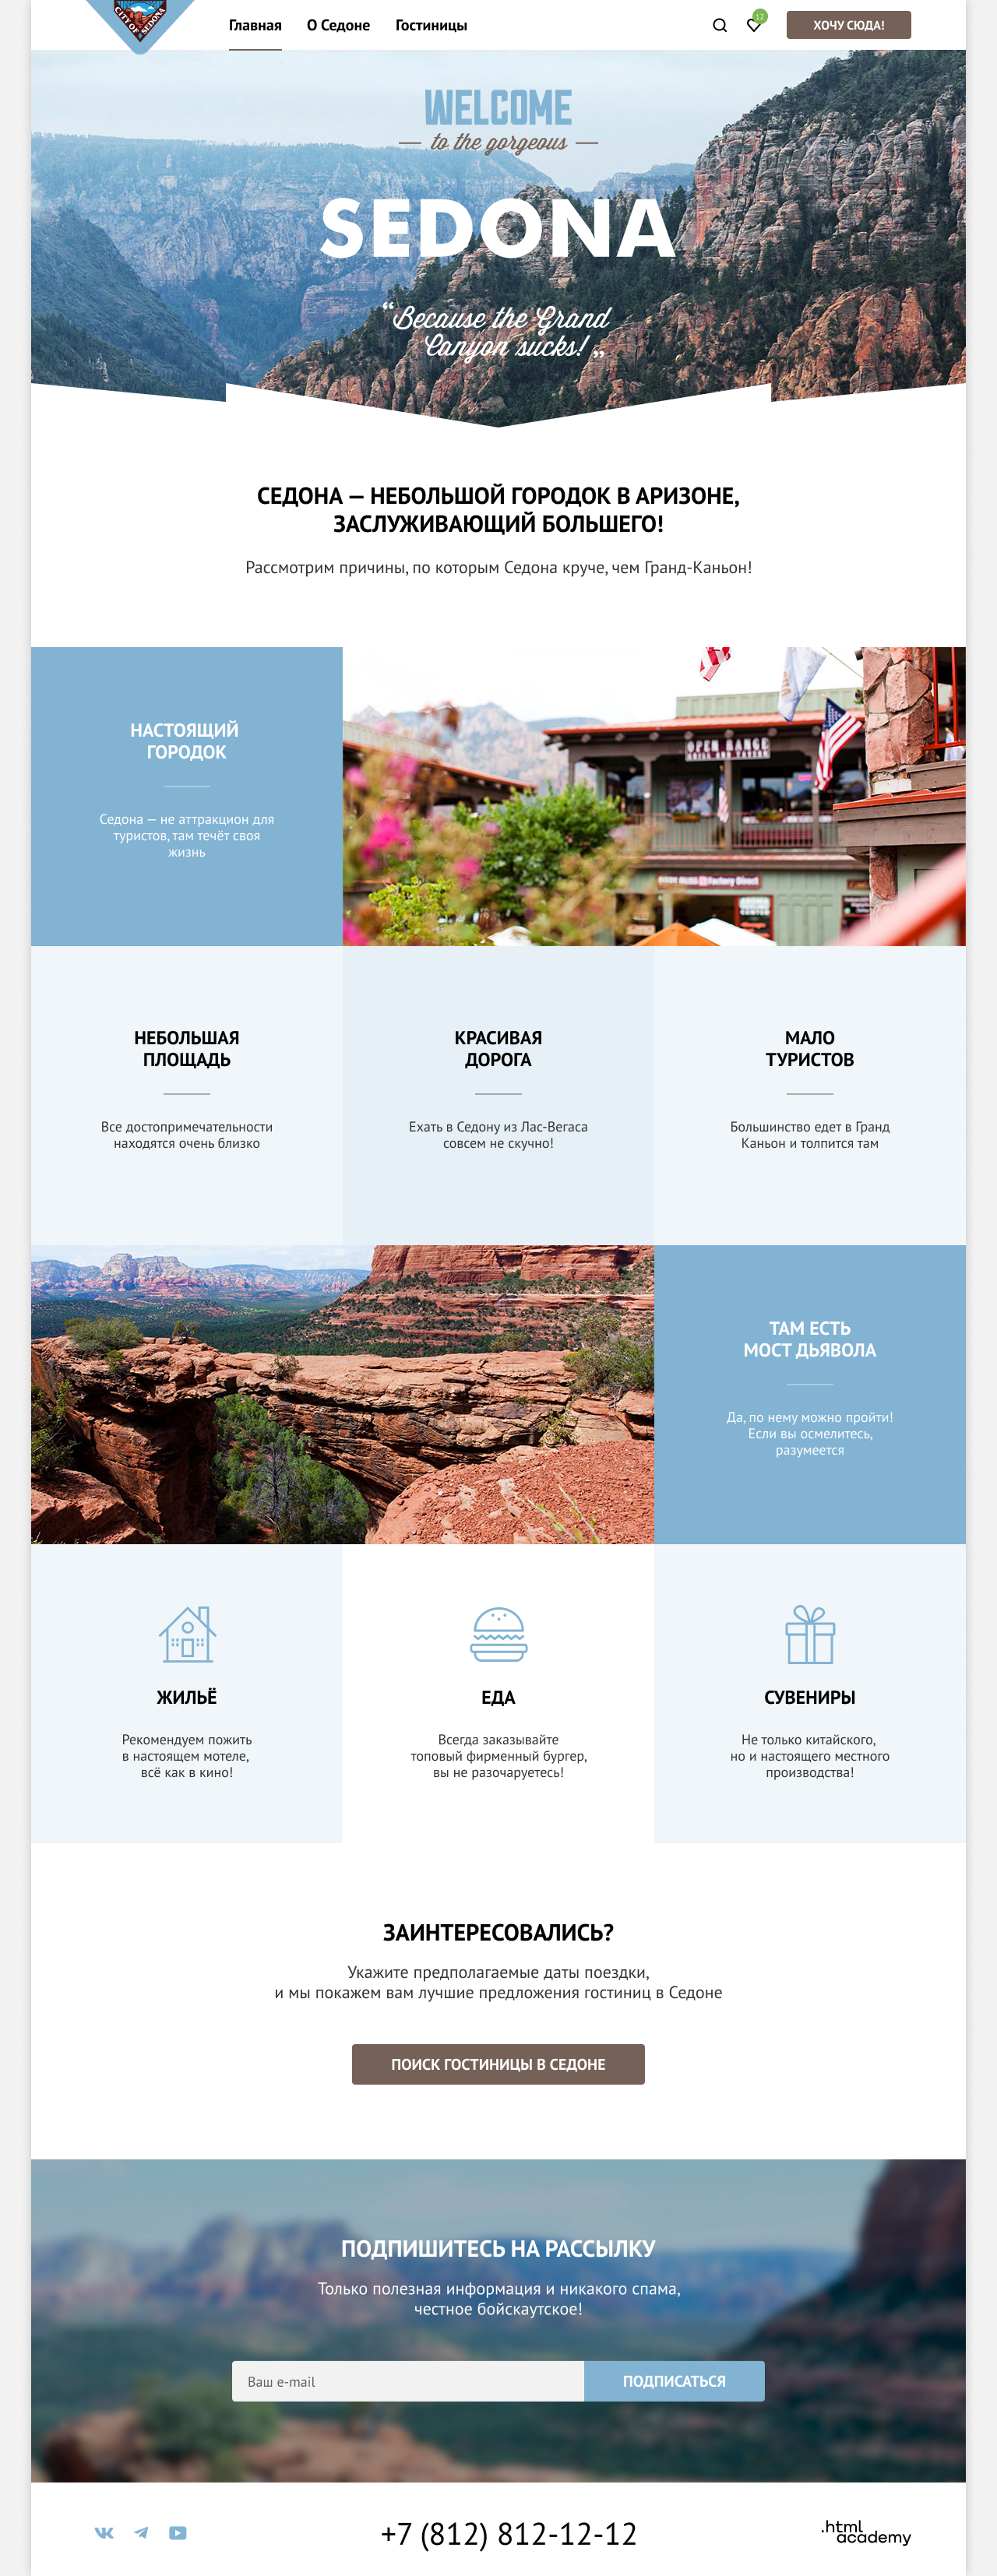 CITY OF SEDONA
Главная
О Седоне
Гостиницы
12
ХОЧУ СЮДА!
WELCOME
to the gorgeous
SEDONA
“Because the Grand
Canyon sucks!„
СЕДОНА — НЕБОЛЬШОЙ ГОРОДОК В АРИЗОНЕ,
ЗАСЛУЖИВАЮЩИЙ БОЛЬШЕГО!
Рассмотрим причины, по которым Седона круче, чем Гранд-Каньон!
НАСТОЯЩИЙ
ГОРОДОК
Седона — не аттракцион для
туристов, там течёт своя
жизнь
OPEN RANGE
Factory Direct
НЕБОЛЬШАЯ
ПЛОЩАДЬ
Все достопримечательности
находятся очень близко
КРАСИВАЯ
ДОРОГА
Ехать в Седону из Лас-Вегаса
совсем не скучно!
МАЛО
ТУРИСТОВ
Большинство едет в Гранд
Каньон и толпится там
ТАМ ЕСТЬ
МОСТ ДЬЯВОЛА
Да, по нему можно пройти!
Если вы осмелитесь,
разумеется
ЖИЛЬЁ
Рекомендуем пожить
в настоящем мотеле,
всё как в кино!
ЕДА
Всегда заказывайте
топовый фирменный бургер,
вы не разочаруетесь!
СУВЕНИРЫ
Не только китайского,
но и настоящего местного
производства!
ЗАИНТЕРЕСОВАЛИСЬ?
Укажите предполагаемые даты поездки,
и мы покажем вам лучшие предложения гостиниц в Седоне
ПОИСК ГОСТИНИЦЫ В СЕДОНЕ
ПОДПИШИТЕСЬ НА РАССЫЛКУ
Только полезная информация и никакого спама,
честное бойскаутское!
Ваш e-mail
ПОДПИСАТЬСЯ
+7 (812) 812-12-12
.html
academy